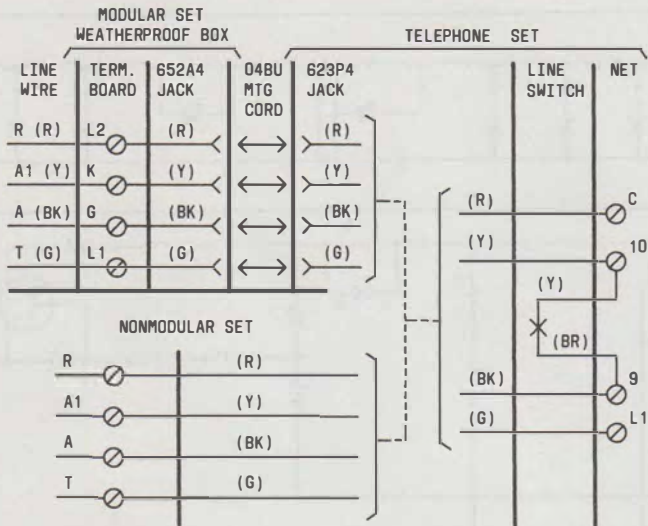 MODULAR SET
WEATHERPROOF BOX
TELEPHONE SET
LINE WIRE
TERM. BOARD
652A4 JACK
04BU MTG CORD
623P4 JACK
LINE SWITCH
NET
R (R) L2 (R) (R)
A1 (Y) K (Y) (Y)
A (BK) G (BK) (BK)
T (G) L1 (G) (G)
(R) C
(Y) 10
(Y)
(BR)
(BK) 9
(G) L1
NONMODULAR SET
R (R)
A1 (Y)
A (BK)
T (G)